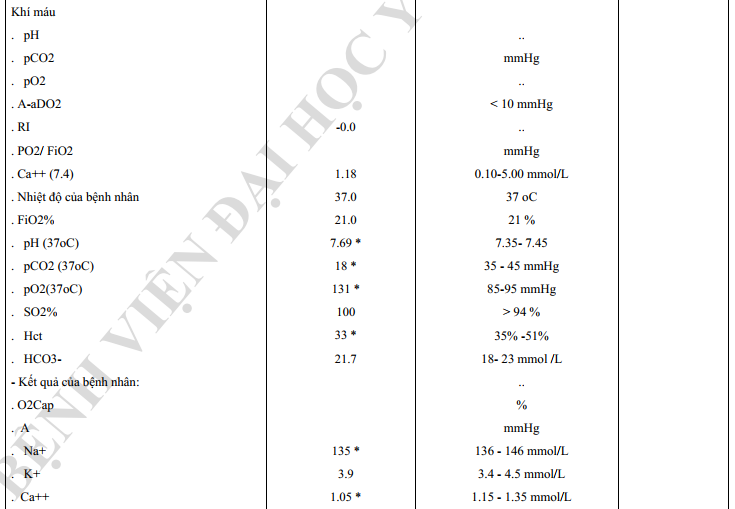 Khí máu
. pH ..
. pCO2 mmHg
. pO2 ..
. A-aDO2 < 10 mmHg
. RI -0.0 ..
. PO2/ FiO2 mmHg
. Ca++ (7.4) 1.18 0.10-5.00 mmol/L
. Nhiệt độ của bệnh nhân 37.0 37 oC
. FiO2% 21.0 21 %
. pH (37oC) 7.69 * 7.35- 7.45
. pCO2 (37oC) 18 * 35 - 45 mmHg
. pO2(37oC) 131 * 85-95 mmHg
. SO2% 100 > 94 %
. Hct 33 * 35% -51%
. HCO3- 21.7 18- 23 mmol /L
- Kết quả của bệnh nhân: ..
. O2Cap %
. A mmHg
. Na+ 135 * 136 - 146 mmol/L
. K+ 3.9 3.4 - 4.5 mmol/L
. Ca++ 1.05 * 1.15 - 1.35 mmol/L
BỆNH VIỆN ĐẠI HỌC Y